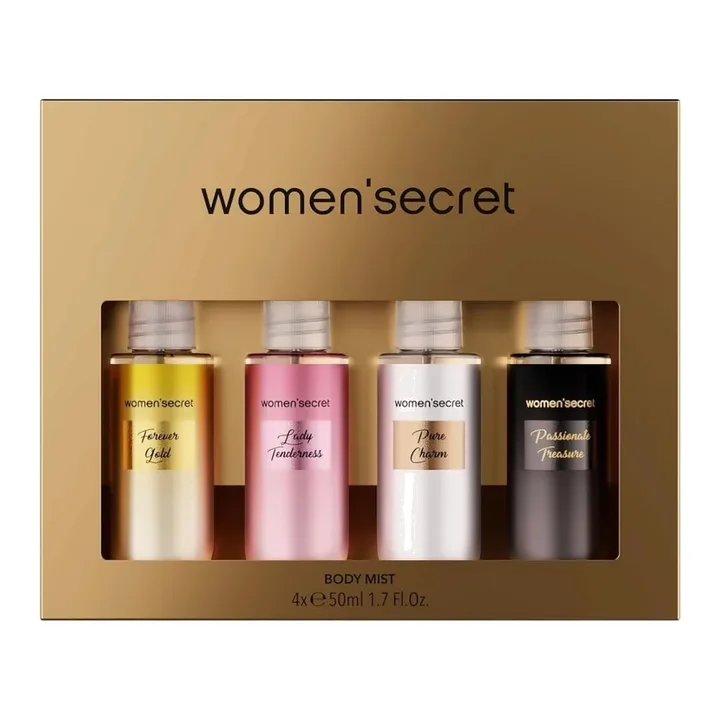 women'secret
women'secret
Forever
Gold
women'secret
Lady
Tenderness
women'secret
Pure
Charm
women'secret
Passionate
Treasure
BODY MIST
4x℮50ml 1.7 Fl.Oz.